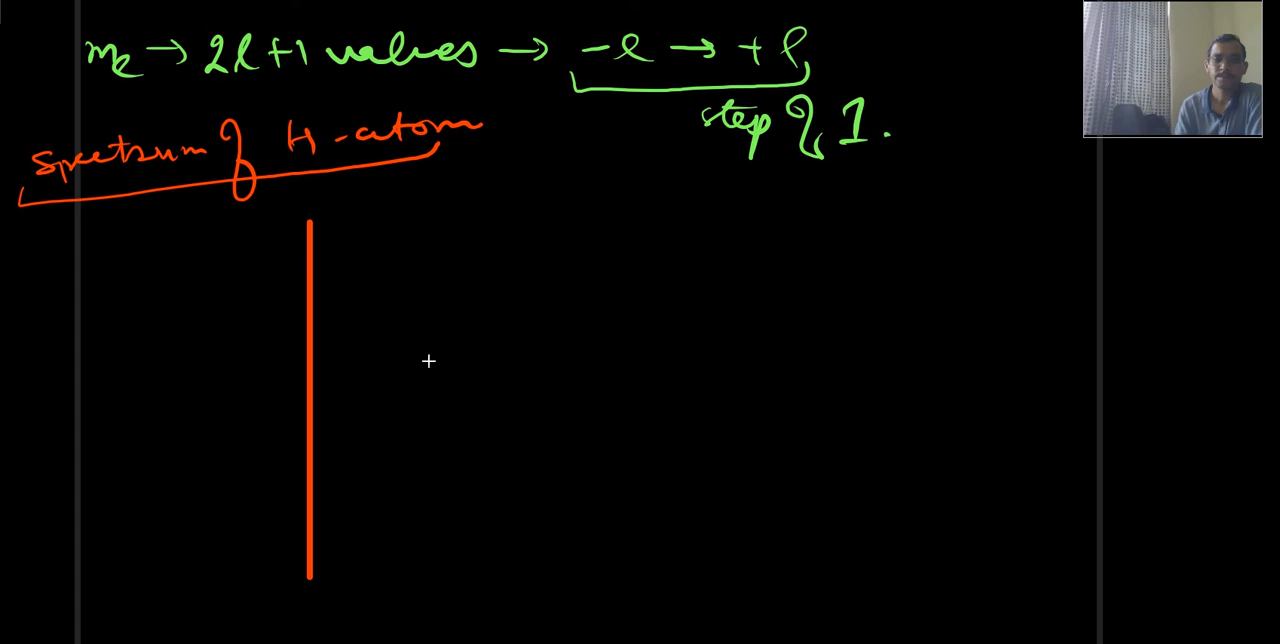 mₗ → 2l+1 values → -l → +l
step of 1.
Spectrum of H-atom